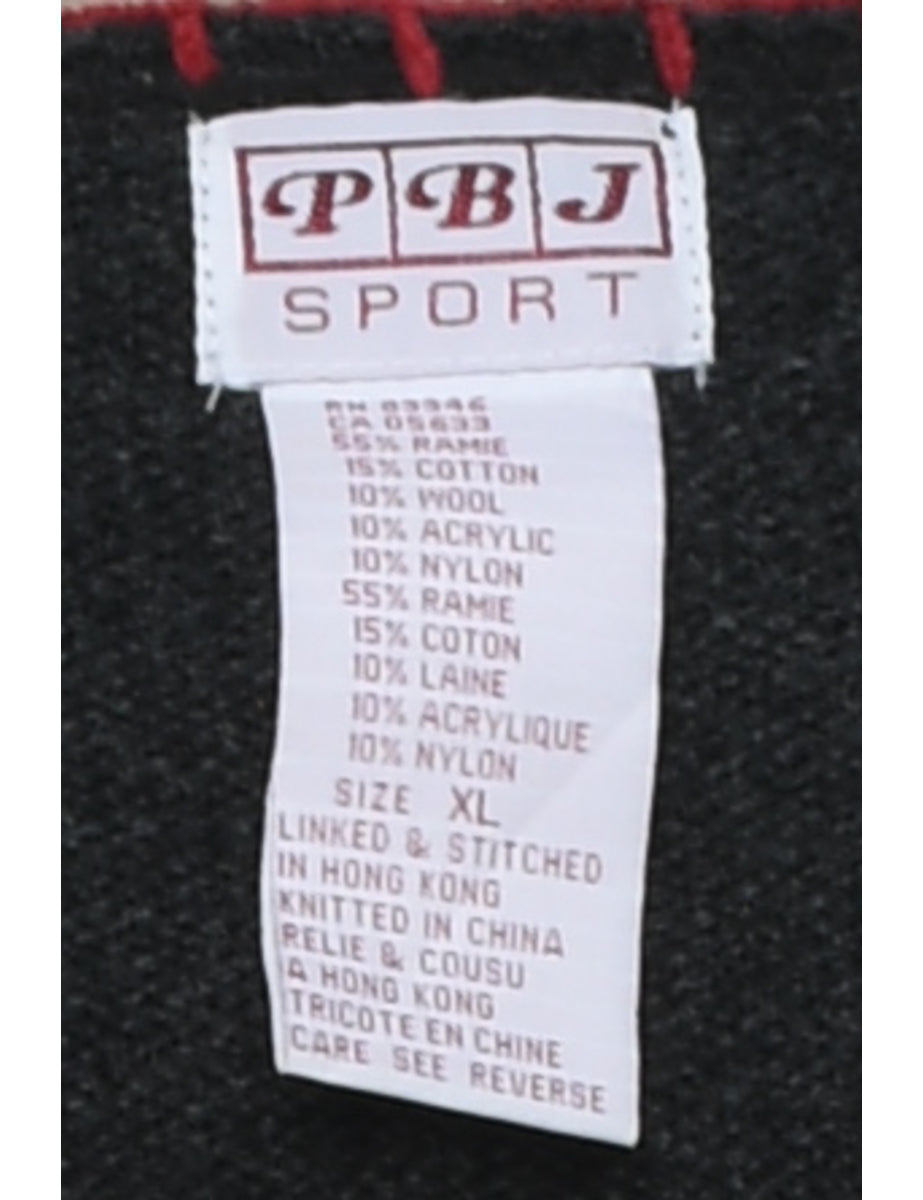 PBJ
SPORT
RN 83346
CA 05633
55% RAMIE
15% COTTON
10% WOOL
10% ACRYLIC
10% NYLON
55% RAMIE
15% COTON
10% LAINE
10% ACRYLIQUE
10% NYLON
SIZE XL
LINKED & STITCHED
IN HONG KONG
KNITTED IN CHINA
RELIE & COUSU
A HONG KONG
TRICOTE EN CHINE
CARE SEE REVERSE